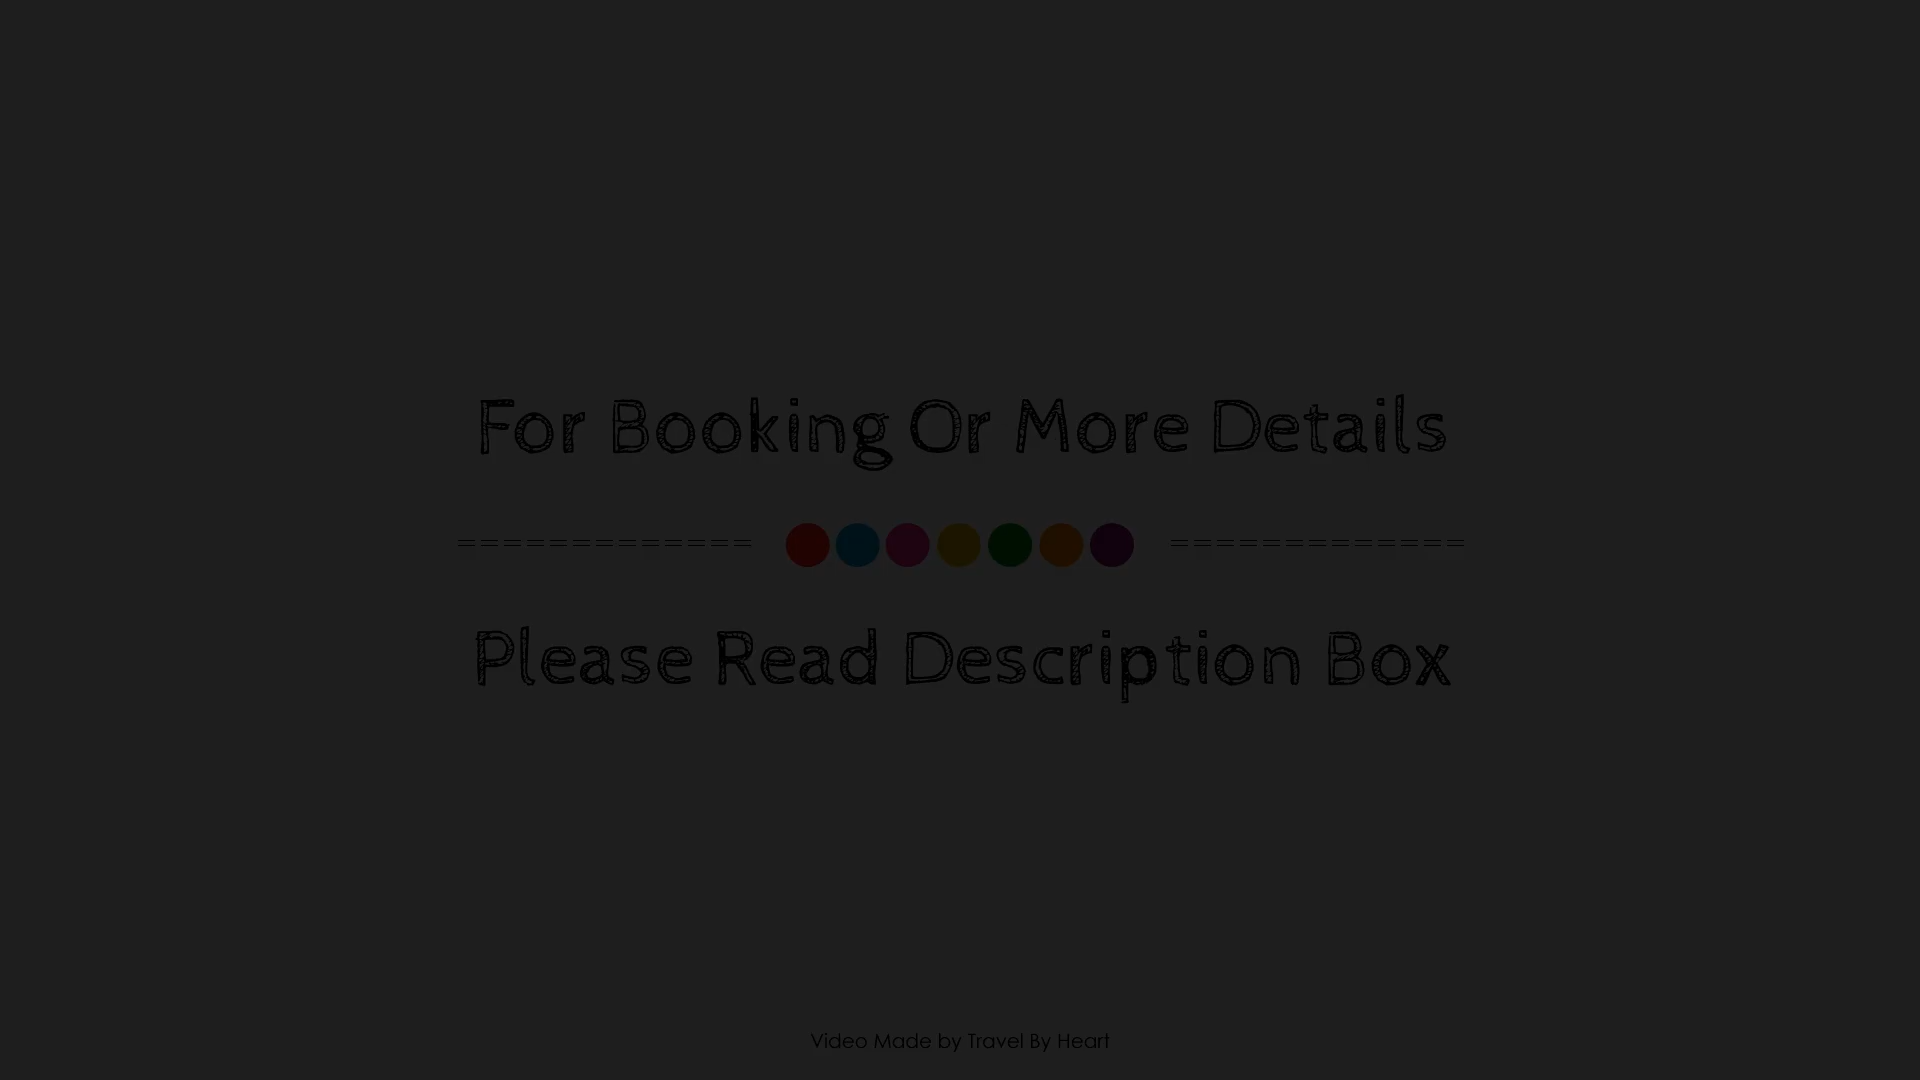 For Booking Or More Details
============= =============
Please Read Description Box
Video Made by Travel By Heart